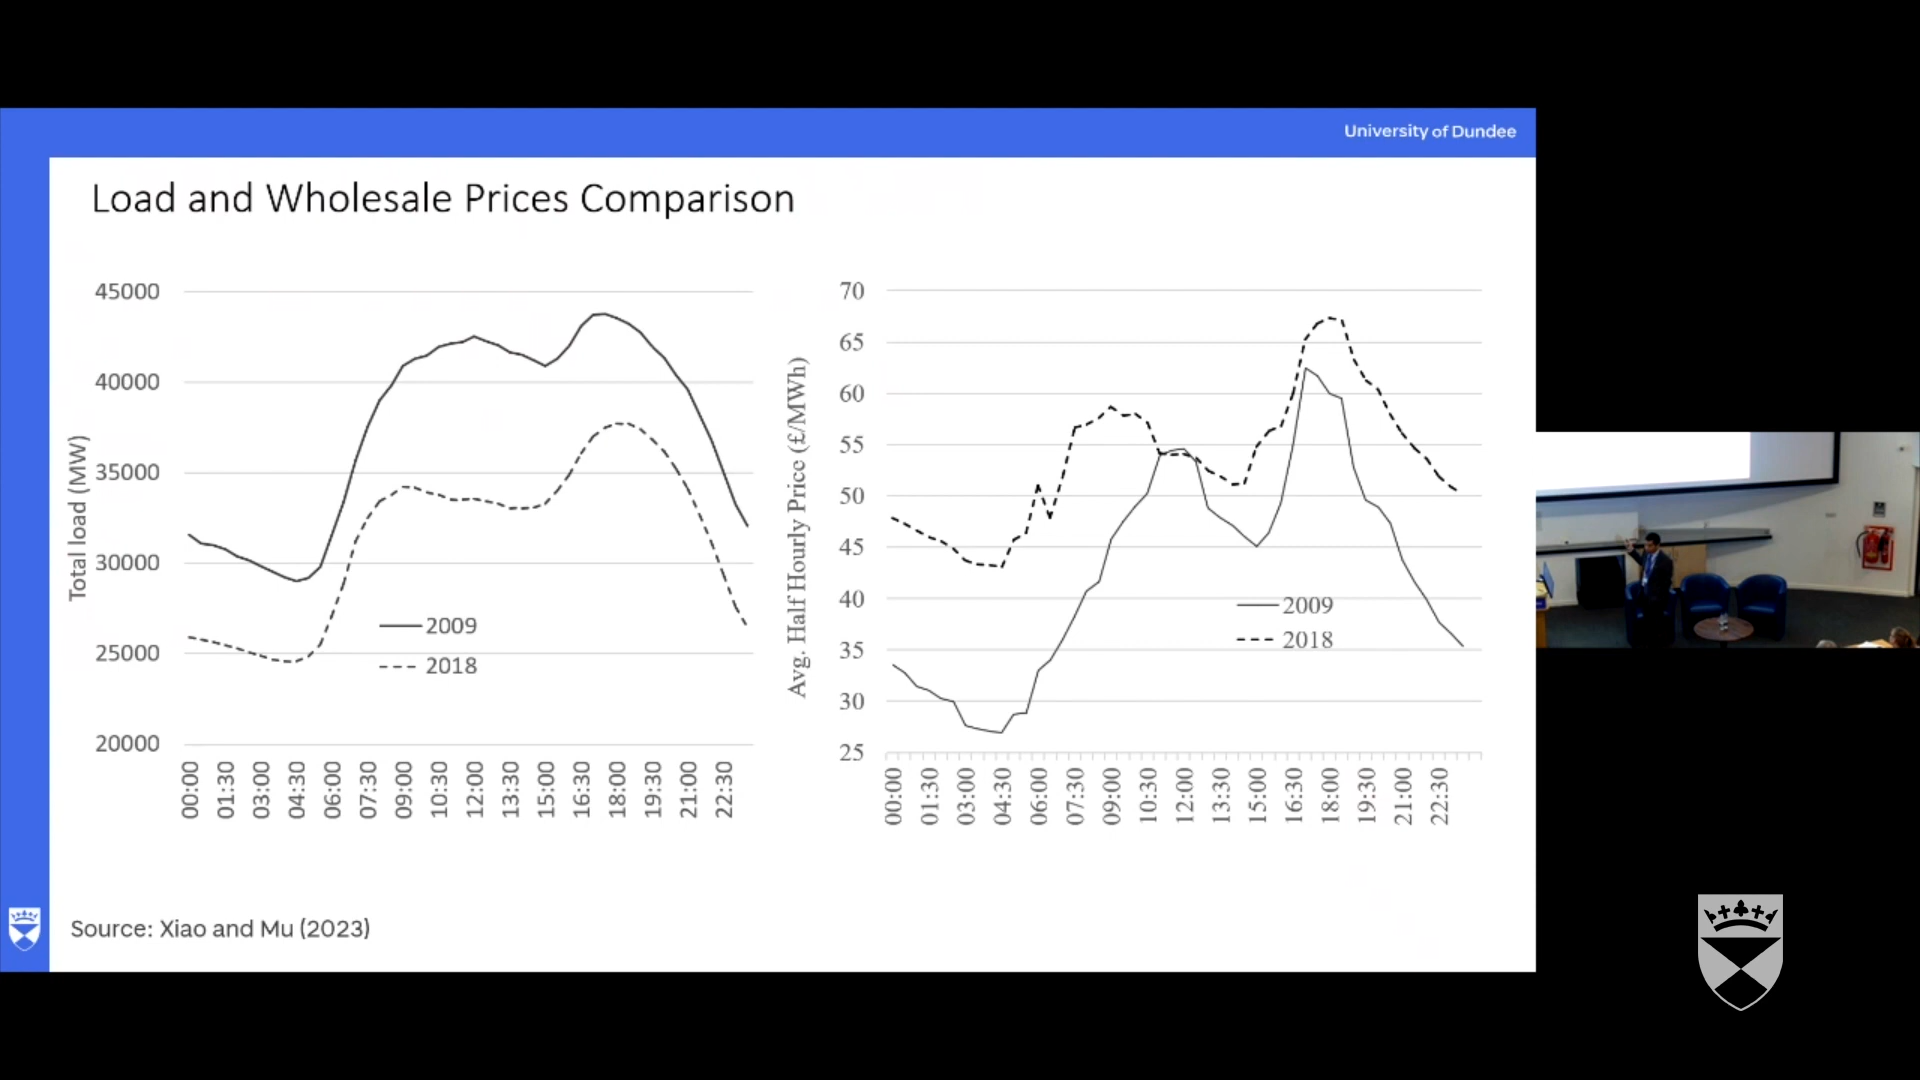 University of Dundee
Load and Wholesale Prices Comparison
Total load (MW)
45000
40000
35000
30000
25000
20000
2009
2018
00:00 01:30 03:00 04:30 06:00 07:30 09:00 10:30 12:00 13:30 15:00 16:30 18:00 19:30 21:00 22:30
Avg. Half Hourly Price (£/MWh)
70
65
60
55
50
45
40
35
30
25
2009
2018
00:00 01:30 03:00 04:30 06:00 07:30 09:00 10:30 12:00 13:30 15:00 16:30 18:00 19:30 21:00 22:30
Source: Xiao and Mu (2023)